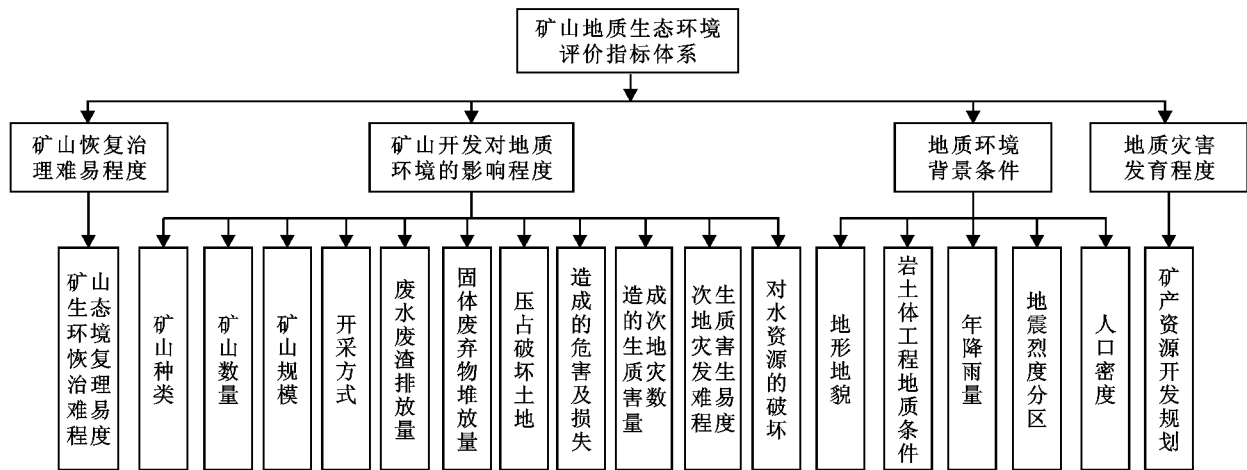 矿山地质生态环境
评价指标体系
矿山恢复治
理难易程度
矿山开发对地质
环境的影响程度
地质环境
背景条件
地质灾害
发育程度
矿山
生态
环境
恢复
治理
难易
程度
矿山种类
矿山数量
矿山规模
开采方式
废水废渣排放量
固体废弃物堆放量
压占破坏土地
造成的危害及损失
造成
的次
生地
质灾
害数
量
次生
地质
灾害
发生
难易
程度
对水资源的破坏
地形地貌
岩土体工程地质条件
年降雨量
地震烈度分区
人口密度
矿产资源开发规划